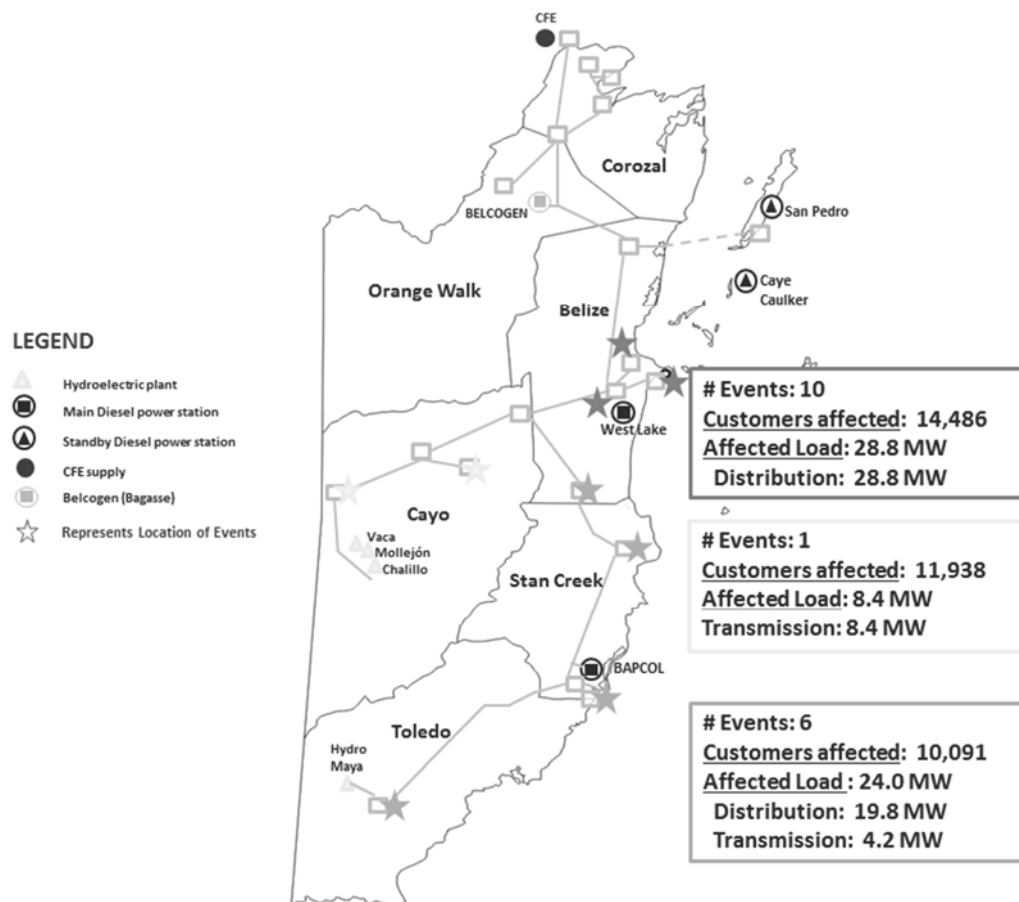 CFE
Corozal
BELCOGEN
San Pedro
Orange Walk
Caye
Caulker
Belize
LEGEND
Hydroelectric plant
Main Diesel power station
Standby Diesel power station
CFE supply
Belcogen (Bagasse)
Represents Location of Events
West Lake
# Events: 10
Customers affected: 14,486
Affected Load: 28.8 MW
Distribution: 28.8 MW
Cayo
Vaca
Mollejón
Chalillo
# Events: 1
Customers affected: 11,938
Affected Load: 8.4 MW
Transmission: 8.4 MW
Stan Creek
BAPCOL
Toledo
Hydro
Maya
# Events: 6
Customers affected: 10,091
Affected Load : 24.0 MW
Distribution: 19.8 MW
Transmission: 4.2 MW